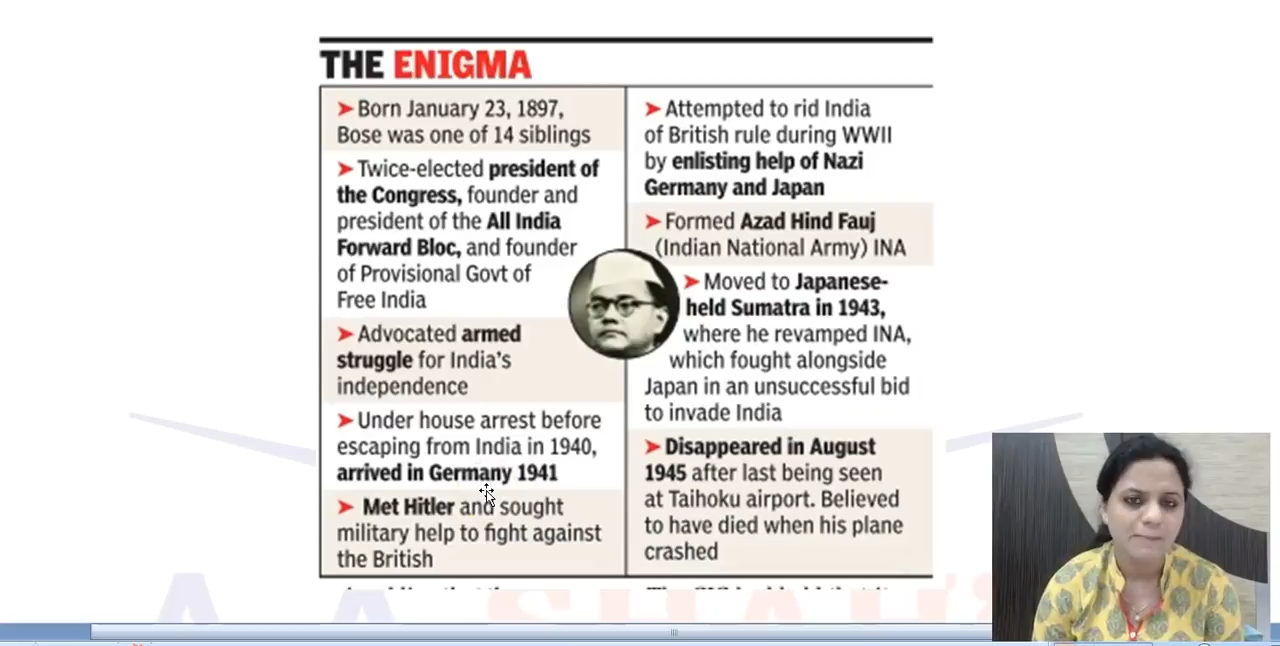 THE ENIGMA
➤ Born January 23, 1897,
Bose was one of 14 siblings
➤ Twice-elected president of
the Congress, founder and
president of the All India
Forward Bloc, and founder
of Provisional Govt of
Free India
➤ Advocated armed
struggle for India's
independence
➤ Under house arrest before
escaping from India in 1940,
arrived in Germany 1941
➤ Met Hitler and sought
military help to fight against
the British
➤ Attempted to rid India
of British rule during WWII
by enlisting help of Nazi
Germany and Japan
➤ Formed Azad Hind Fauj
(Indian National Army) INA
➤ Moved to Japanese-
held Sumatra in 1943,
where he revamped INA,
which fought alongside
Japan in an unsuccessful bid
to invade India
➤ Disappeared in August
1945 after last being seen
at Taihoku airport. Believed
to have died when his plane
crashed